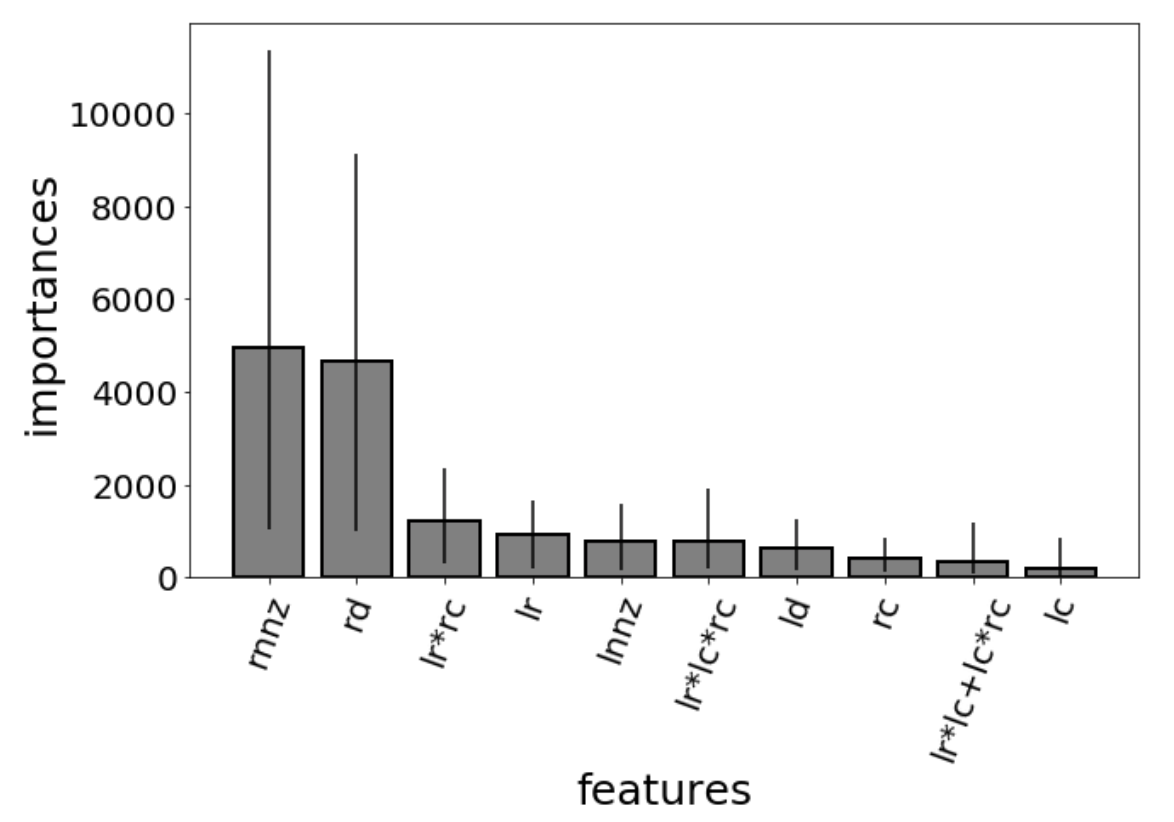 importances
10000
8000
6000
4000
2000
0
rnnz
rd
lr*rc
lr
lnnz
lr*lc*rc
ld
rc
lr*lc+lc*rc
lc
features